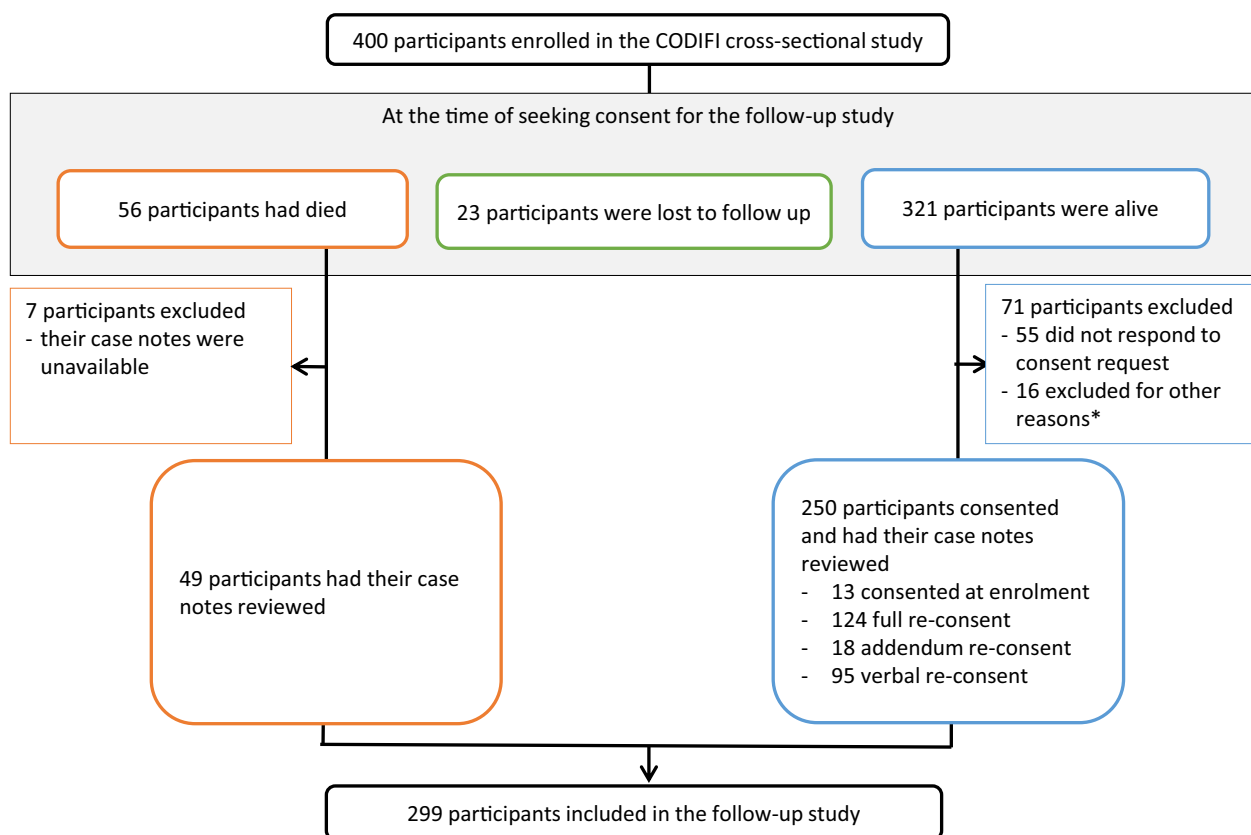 400 participants enrolled in the CODIFI cross-sectional study
At the time of seeking consent for the follow-up study
56 participants had died
23 participants were lost to follow up
321 participants were alive
7 participants excluded
- their case notes were
unavailable
71 participants excluded
- 55 did not respond to
consent request
- 16 excluded for other
reasons*
49 participants had their case
notes reviewed
250 participants consented
and had their case notes
reviewed
- 13 consented at enrolment
- 124 full re-consent
- 18 addendum re-consent
- 95 verbal re-consent
299 participants included in the follow-up study